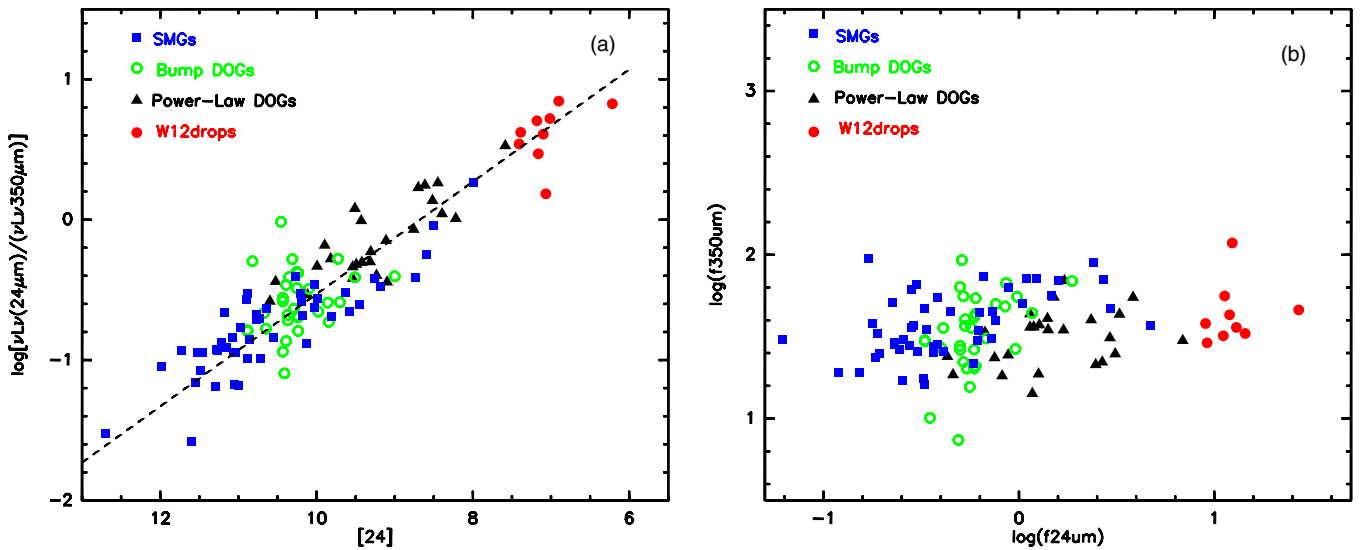 SMGs
(a)
Bump DOGs
Power-Law DOGs
W12drops
1
0
-1
-2
log[νLν(24μm)/(νLν350μm)]
12
10
8
6
[24]
SMGs
(b)
Bump DOGs
Power-Law DOGs
W12drops
3
2
1
log(f350um)
-1
0
1
log(f24um)